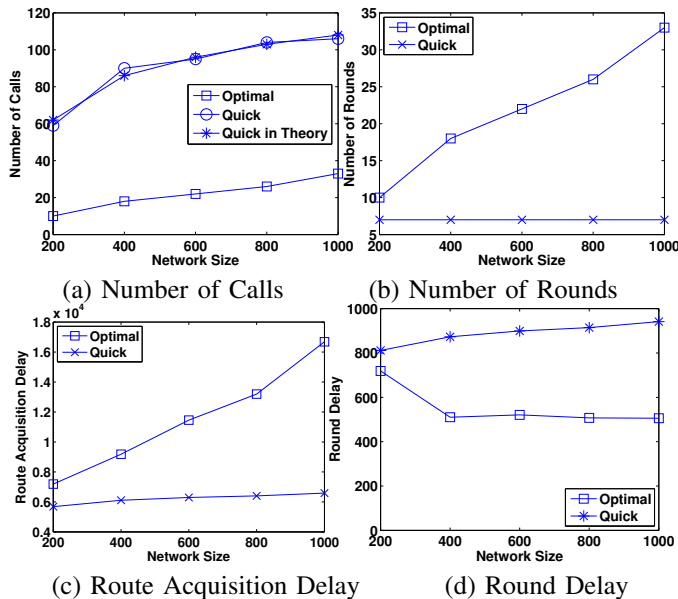 120
100
80
60
40
20
0
Number of Calls
Optimal
Quick
Quick in Theory
200 400 600 800 1000
Network Size
(a) Number of Calls
35
30
25
20
15
10
5
Number of Rounds
Optimal
Quick
200 400 600 800 1000
Network Size
(b) Number of Rounds
x 10^4
1.8
1.6
1.4
1.2
1
0.8
0.6
0.4
Route Acquisition Delay
Optimal
Quick
200 400 600 800 1000
Network Size
(c) Route Acquisition Delay
1000
800
600
400
200
0
Round Delay
Optimal
Quick
200 400 600 800 1000
Network Size
(d) Round Delay